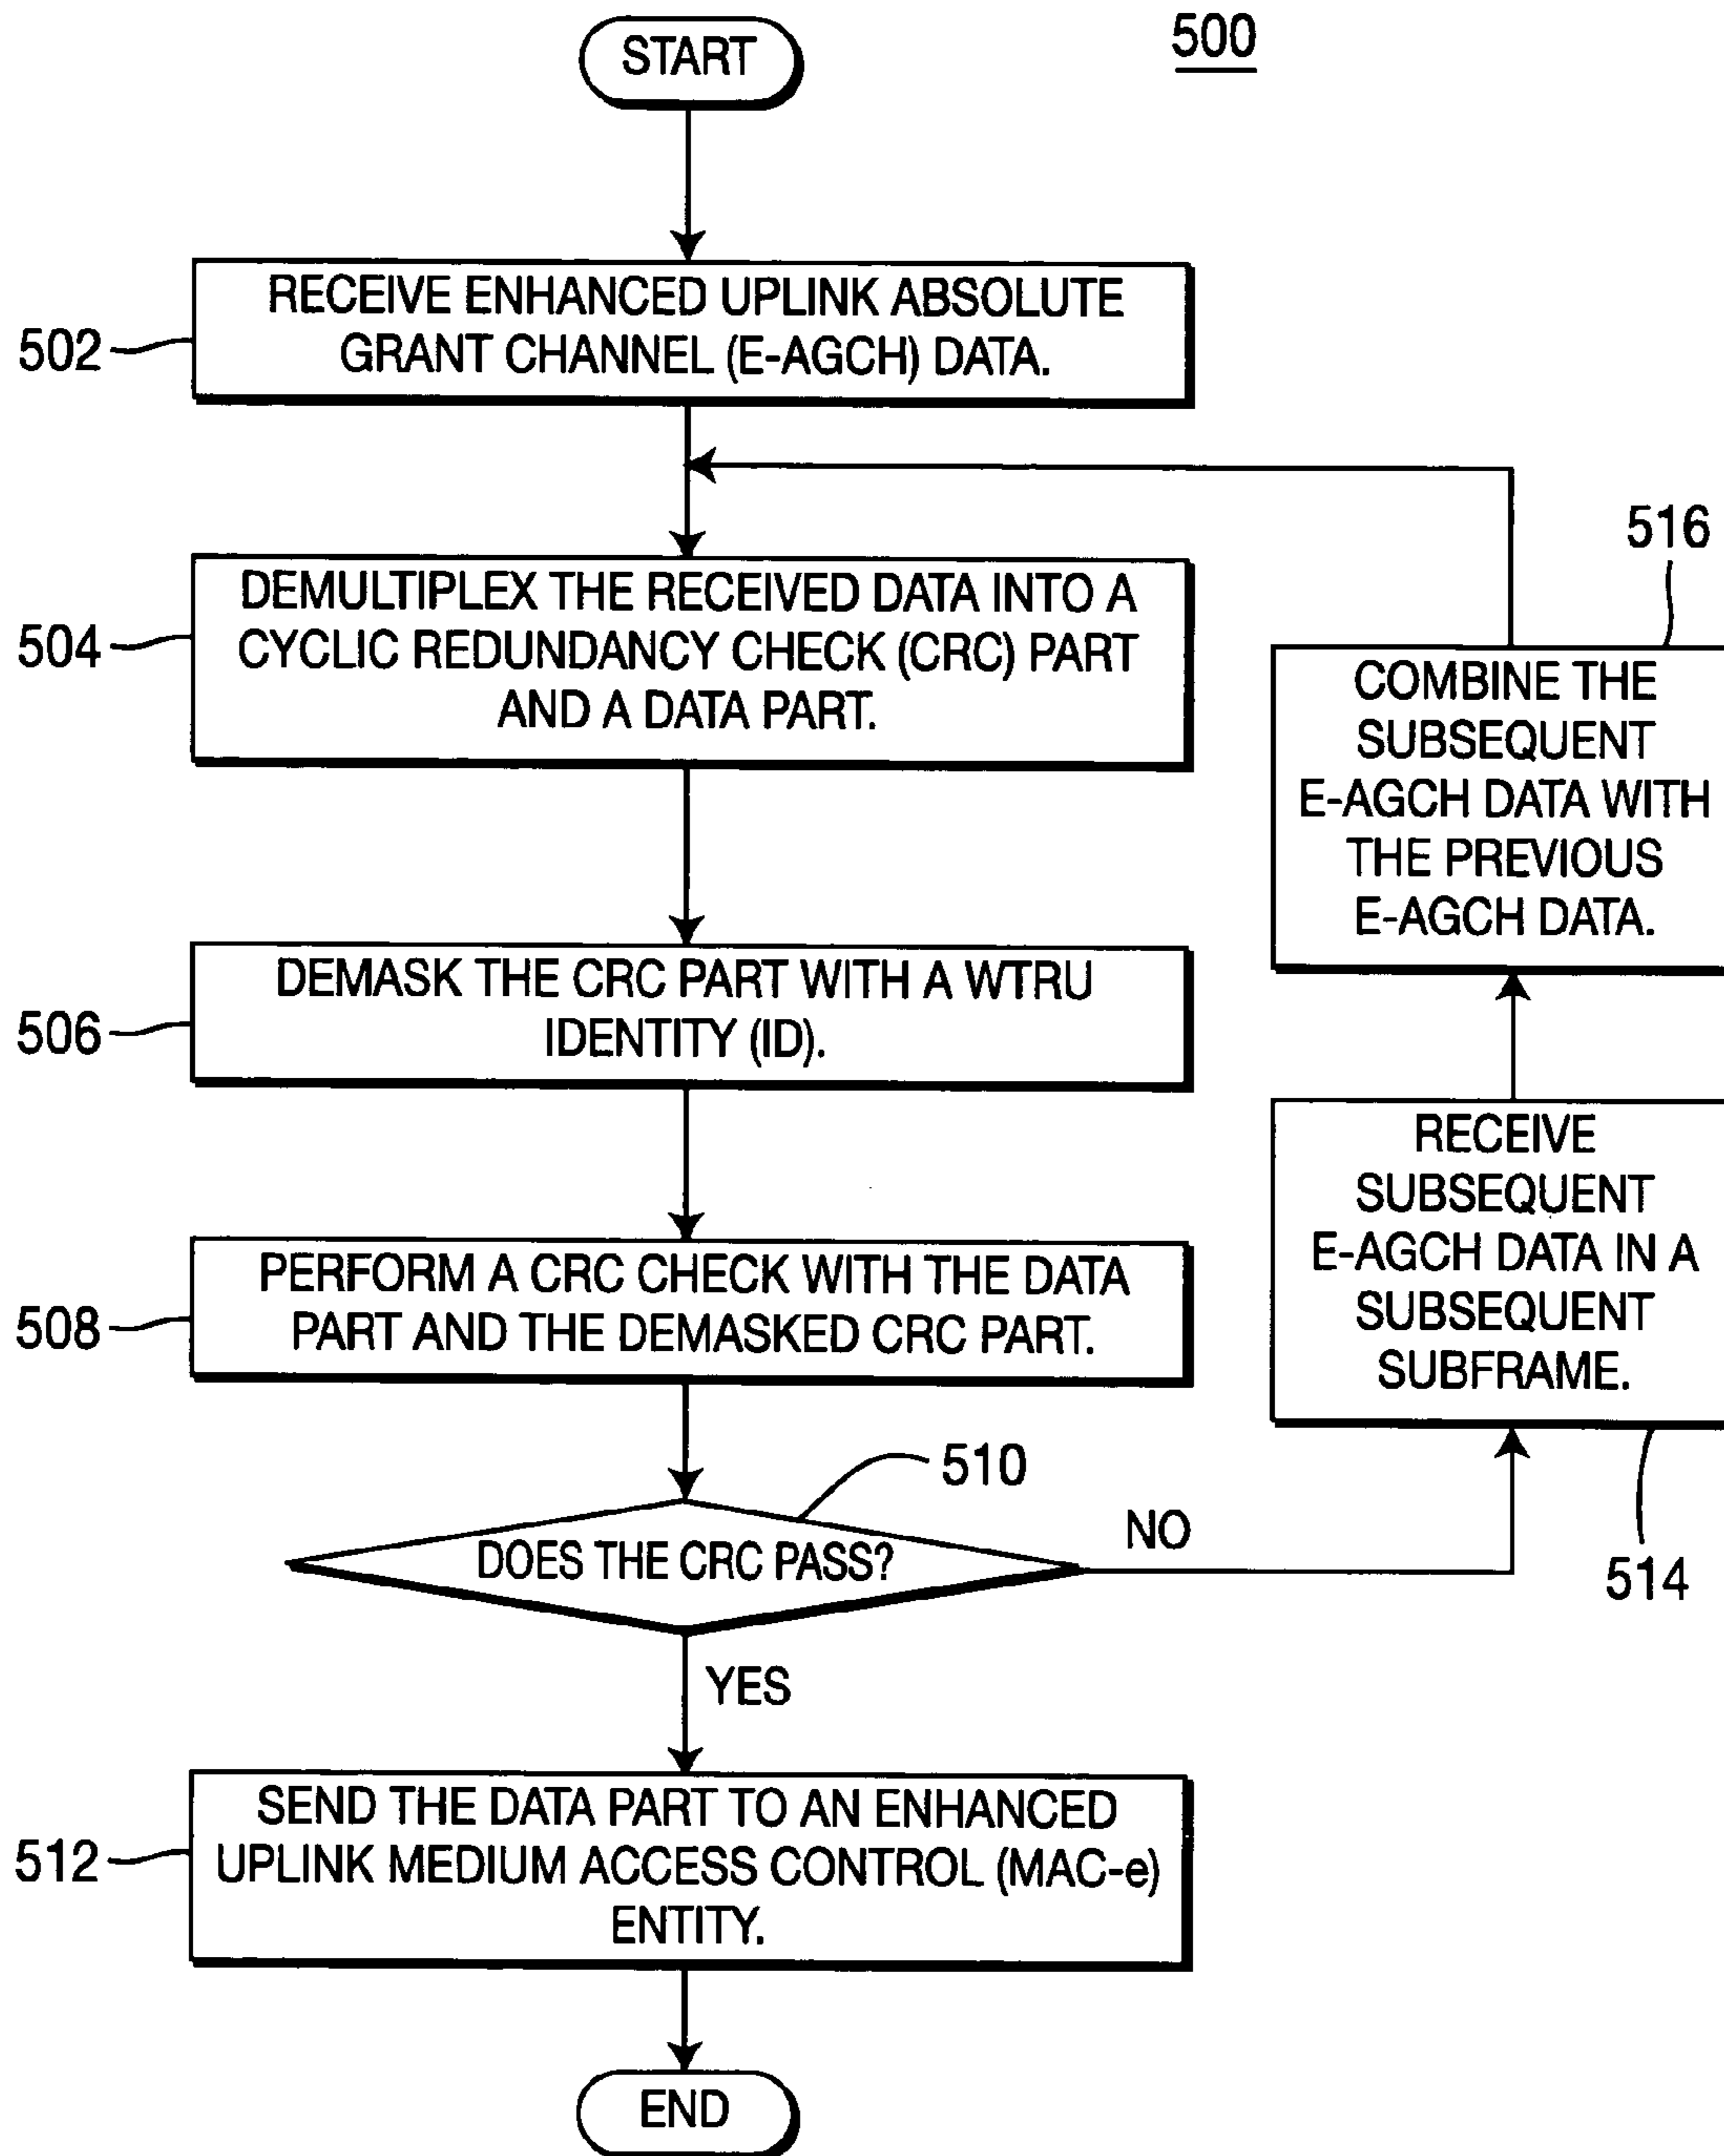 START
500
RECEIVE ENHANCED UPLINK ABSOLUTE
GRANT CHANNEL (E-AGCH) DATA.
502
DEMULTIPLEX THE RECEIVED DATA INTO A
CYCLIC REDUNDANCY CHECK (CRC) PART
AND A DATA PART.
504
DEMASK THE CRC PART WITH A WTRU
IDENTITY (ID).
506
PERFORM A CRC CHECK WITH THE DATA
PART AND THE DEMASKED CRC PART.
508
510
DOES THE CRC PASS?
NO
YES
SEND THE DATA PART TO AN ENHANCED
UPLINK MEDIUM ACCESS CONTROL (MAC-e)
ENTITY.
512
END
516
COMBINE THE
SUBSEQUENT
E-AGCH DATA WITH
THE PREVIOUS
E-AGCH DATA.
RECEIVE
SUBSEQUENT
E-AGCH DATA IN A
SUBSEQUENT
SUBFRAME.
514